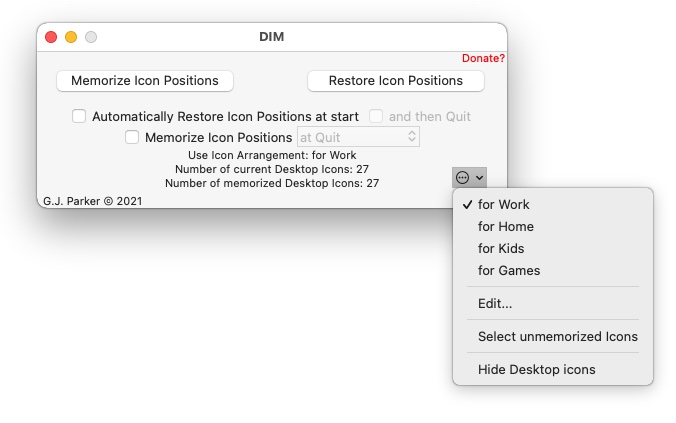 DIM
Donate?
Memorize Icon Positions Restore Icon Positions
Automatically Restore Icon Positions at start and then Quit
Memorize Icon Positions at Quit
Use Icon Arrangement: for Work
Number of current Desktop Icons: 27
Number of memorized Desktop Icons: 27
G.J. Parker © 2021
for Work
for Home
for Kids
for Games
Edit...
Select unmemorized Icons
Hide Desktop icons